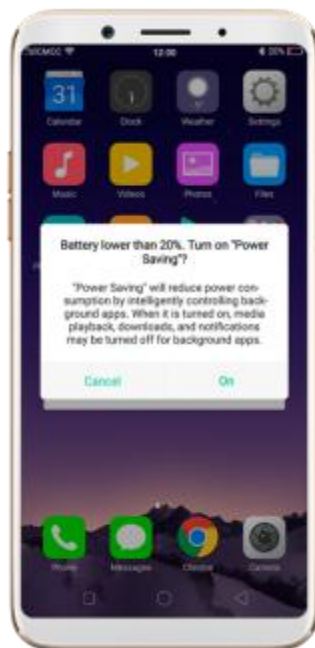 12:00
20%
31
Calendar
Clock
Weather
Settings
Music
Videos
Photos
Files
Battery lower than 20%. Turn on "Power
Saving"?
"Power Saving" will reduce power con-
sumption by intelligently controlling back-
ground apps. When it is turned on, media
playback, downloads, and notifications
may be turned off for background apps.
Cancel
On
Phone
Messages
Chrome
Camera